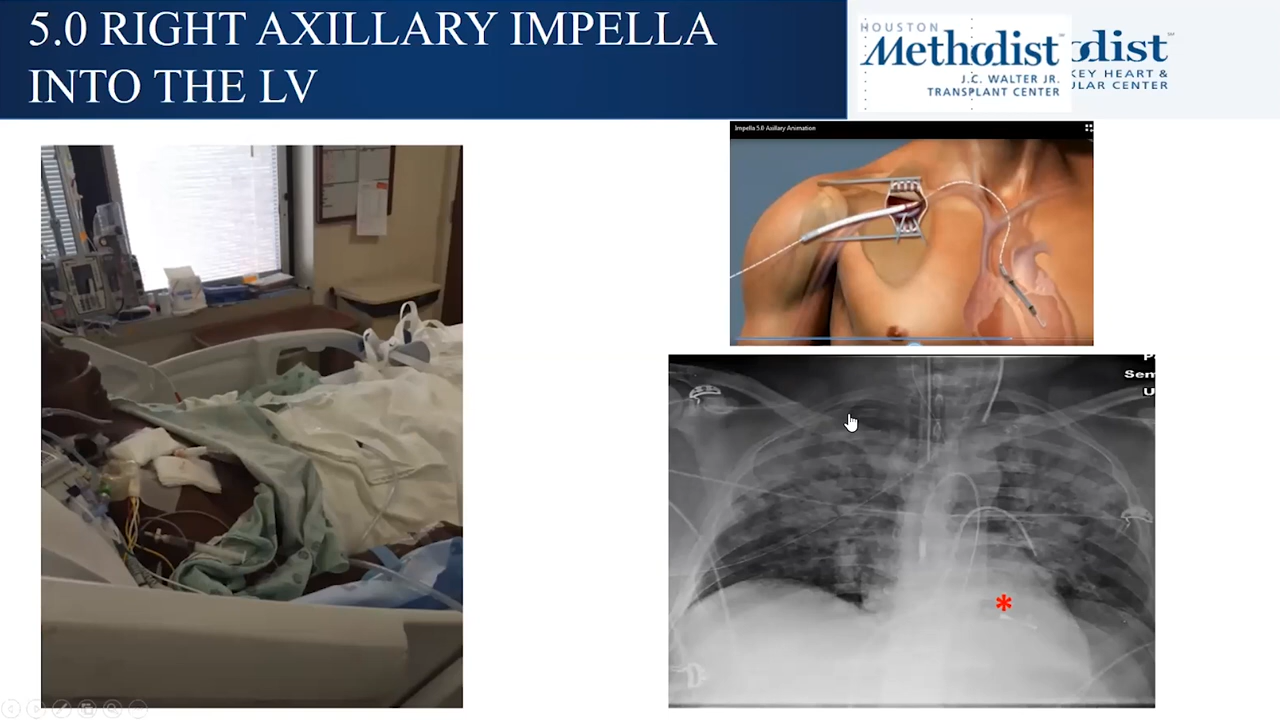 5.0 RIGHT AXILLARY IMPELLA
INTO THE LV
HOUSTON
Methodist
J.C. WALTER JR.
TRANSPLANT CENTER
odist
KEY HEART &
ULAR CENTER
Impella 5.0 Axillary Animation
P
Sem
U
*